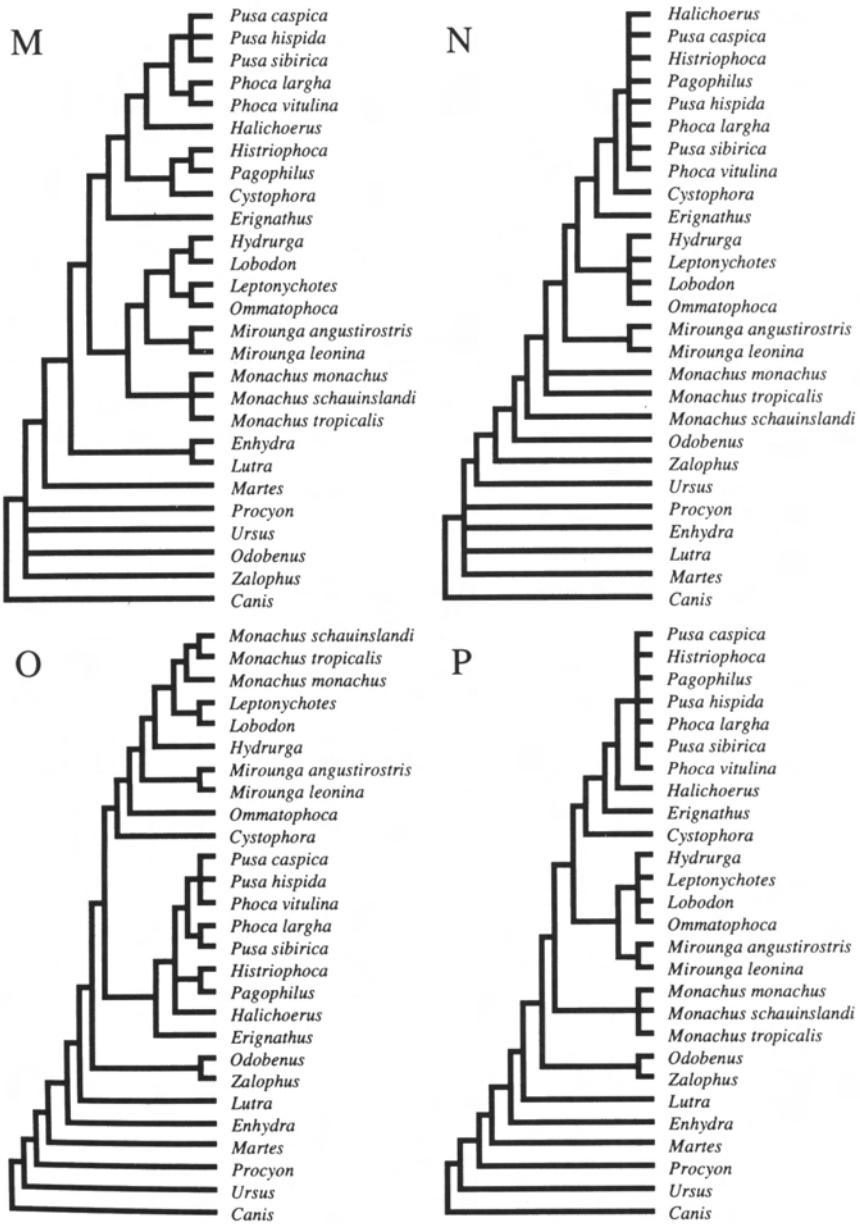 M
Pusa caspica
Pusa hispida
Pusa sibirica
Phoca largha
Phoca vitulina
Halichoerus
Histriophoca
Pagophilus
Cystophora
Erignathus
Hydrurga
Lobodon
Leptonychotes
Ommatophoca
Mirounga angustirostris
Mirounga leonina
Monachus monachus
Monachus schauinslandi
Monachus tropicalis
Enhydra
Lutra
Martes
Procyon
Ursus
Odobenus
Zalophus
Canis
N
Halichoerus
Pusa caspica
Histriophoca
Pagophilus
Pusa hispida
Phoca largha
Pusa sibirica
Phoca vitulina
Cystophora
Erignathus
Hydrurga
Leptonychotes
Lobodon
Ommatophoca
Mirounga angustirostris
Mirounga leonina
Monachus monachus
Monachus tropicalis
Monachus schauinslandi
Odobenus
Zalophus
Ursus
Procyon
Enhydra
Lutra
Martes
Canis
O
Monachus schauinslandi
Monachus tropicalis
Monachus monachus
Leptonychotes
Lobodon
Hydrurga
Mirounga angustirostris
Mirounga leonina
Ommatophoca
Cystophora
Pusa caspica
Pusa hispida
Phoca vitulina
Phoca largha
Pusa sibirica
Histriophoca
Pagophilus
Halichoerus
Erignathus
Odobenus
Zalophus
Lutra
Enhydra
Martes
Procyon
Ursus
Canis
P
Pusa caspica
Histriophoca
Pagophilus
Pusa hispida
Phoca largha
Pusa sibirica
Phoca vitulina
Halichoerus
Erignathus
Cystophora
Hydrurga
Leptonychotes
Lobodon
Ommatophoca
Mirounga angustirostris
Mirounga leonina
Monachus monachus
Monachus schauinslandi
Monachus tropicalis
Odobenus
Zalophus
Lutra
Enhydra
Martes
Procyon
Ursus
Canis